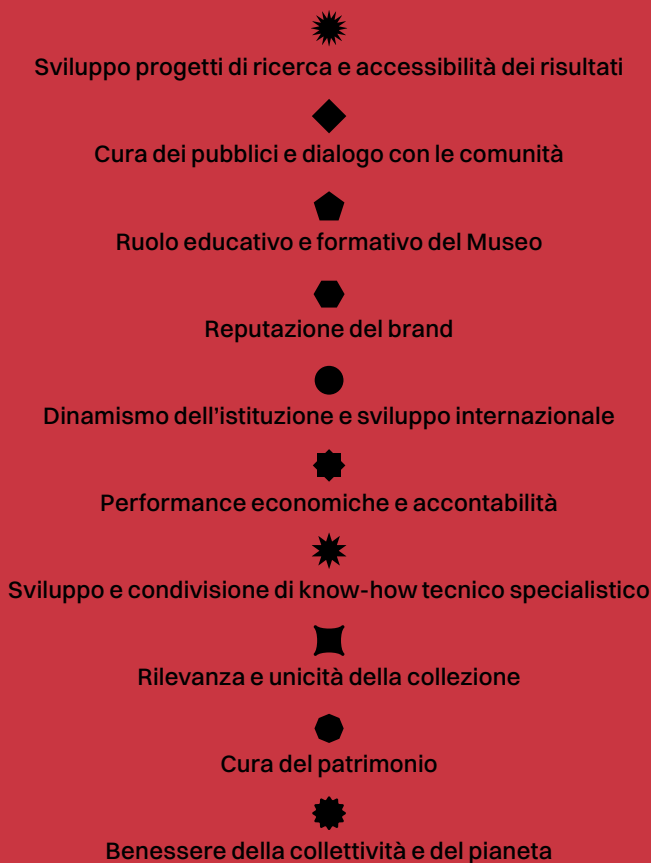 Sviluppo progetti di ricerca e accessibilità dei risultati
Cura dei pubblici e dialogo con le comunità
Ruolo educativo e formativo del Museo
Reputazione del brand
Dinamismo dell’istituzione e sviluppo internazionale
Performance economiche e accontabilità
Sviluppo e condivisione di know-how tecnico specialistico
Rilevanza e unicità della collezione
Cura del patrimonio
Benessere della collettività e del pianeta